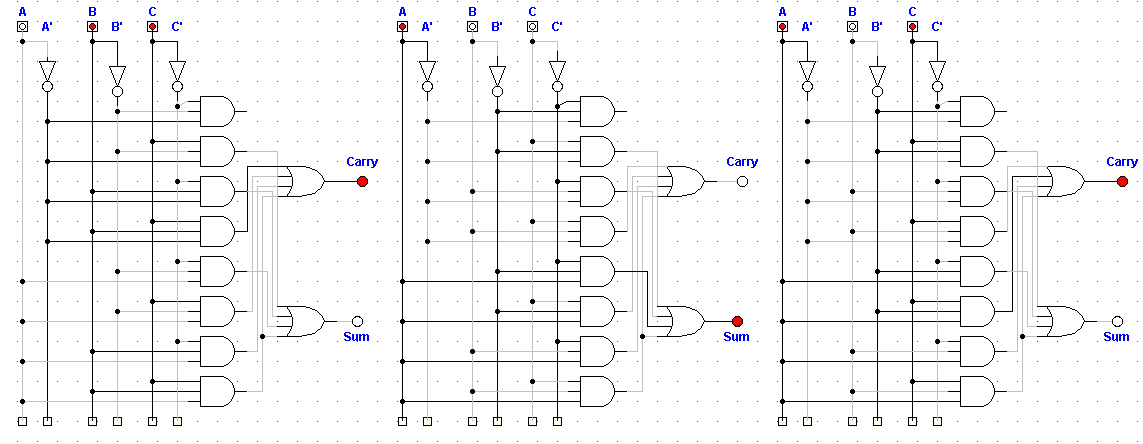 A B C A B C A B C
A' B' C' A' B' C' A' B' C'
Carry Carry Carry
Sum Sum Sum